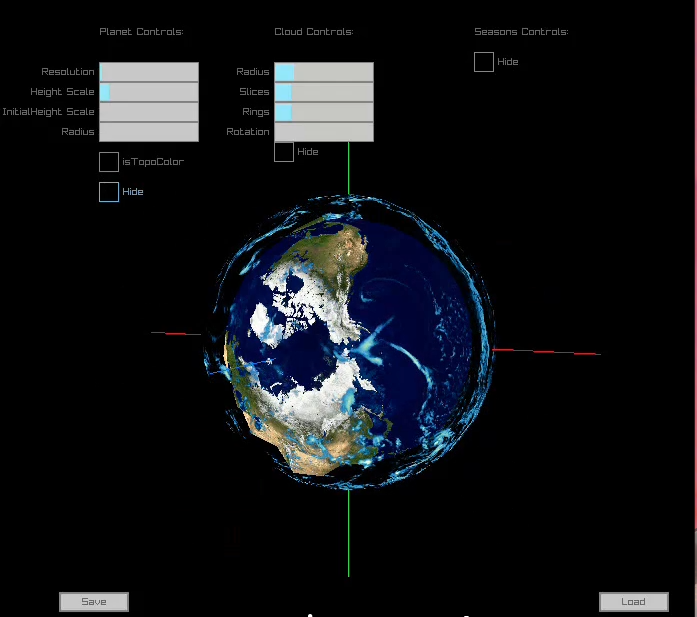 Planet Controls:
Cloud Controls:
Seasons Controls:
Resolution
Height Scale
InitialHeight Scale
Radius
isTopoColor
Hide
Radius
Slices
Rings
Rotation
Hide
Hide
Save
Load